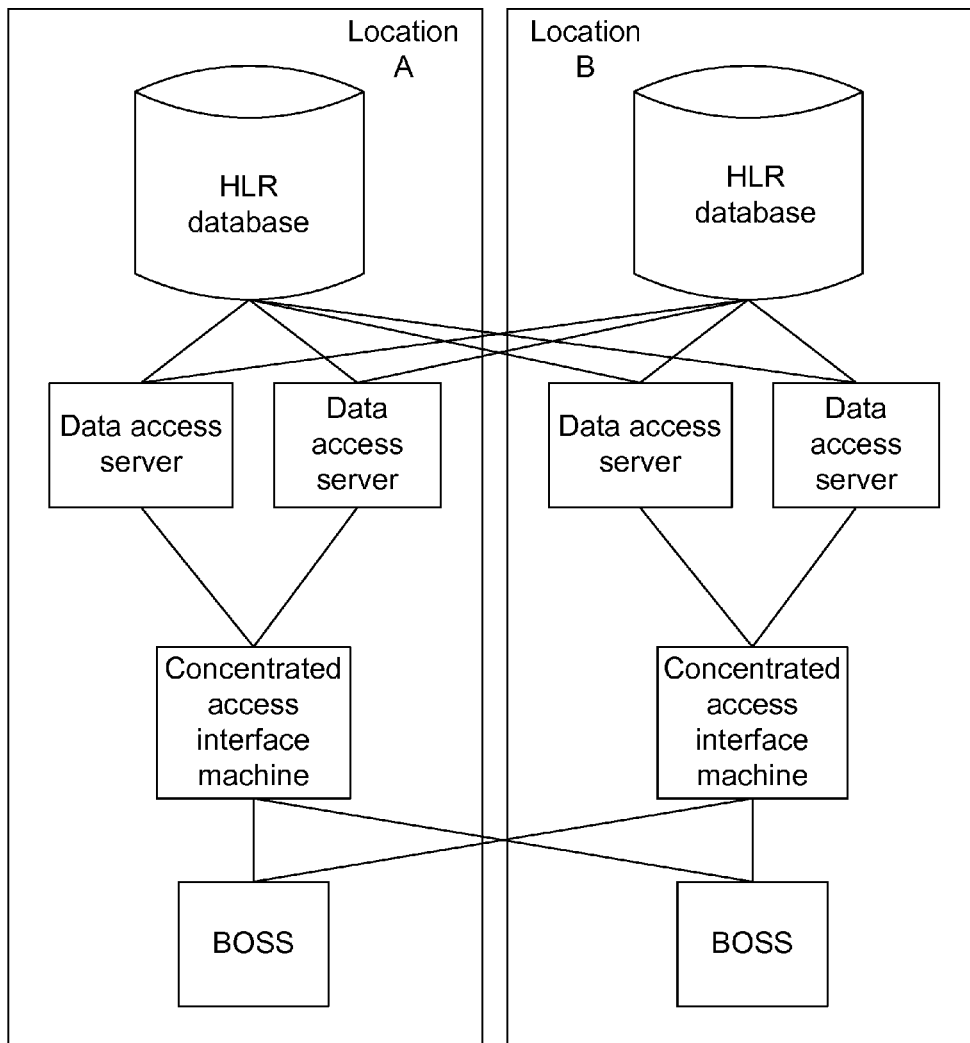 Location
A
HLR
database
Data access
server
Data
access
server
Concentrated
access
interface
machine
BOSS
Location
B
HLR
database
Data access
server
Data
access
server
Concentrated
access
interface
machine
BOSS